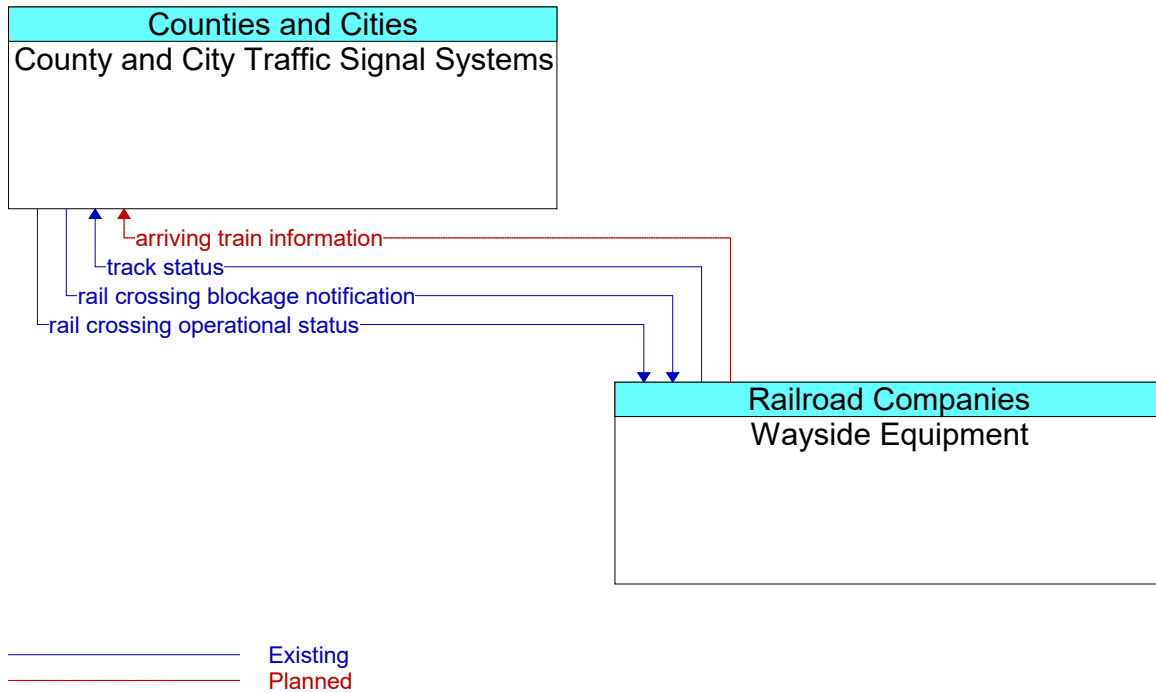 Counties and Cities
County and City Traffic Signal Systems
arriving train information
track status
rail crossing blockage notification
rail crossing operational status
Railroad Companies
Wayside Equipment
Existing
Planned